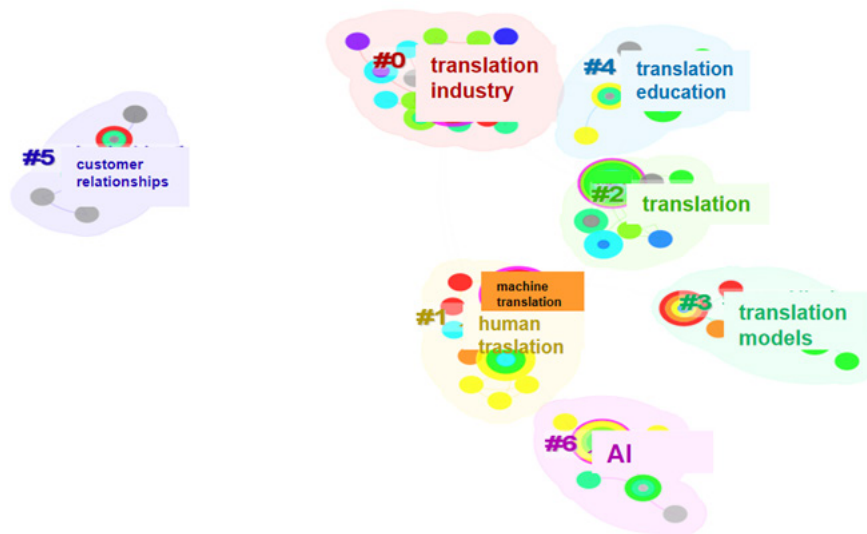 #0 translation
industry
#4 translation
education
#5 customer
relationships
#2 translation
machine
translation
#1 human
traslation
#3 translation
models
#6 AI